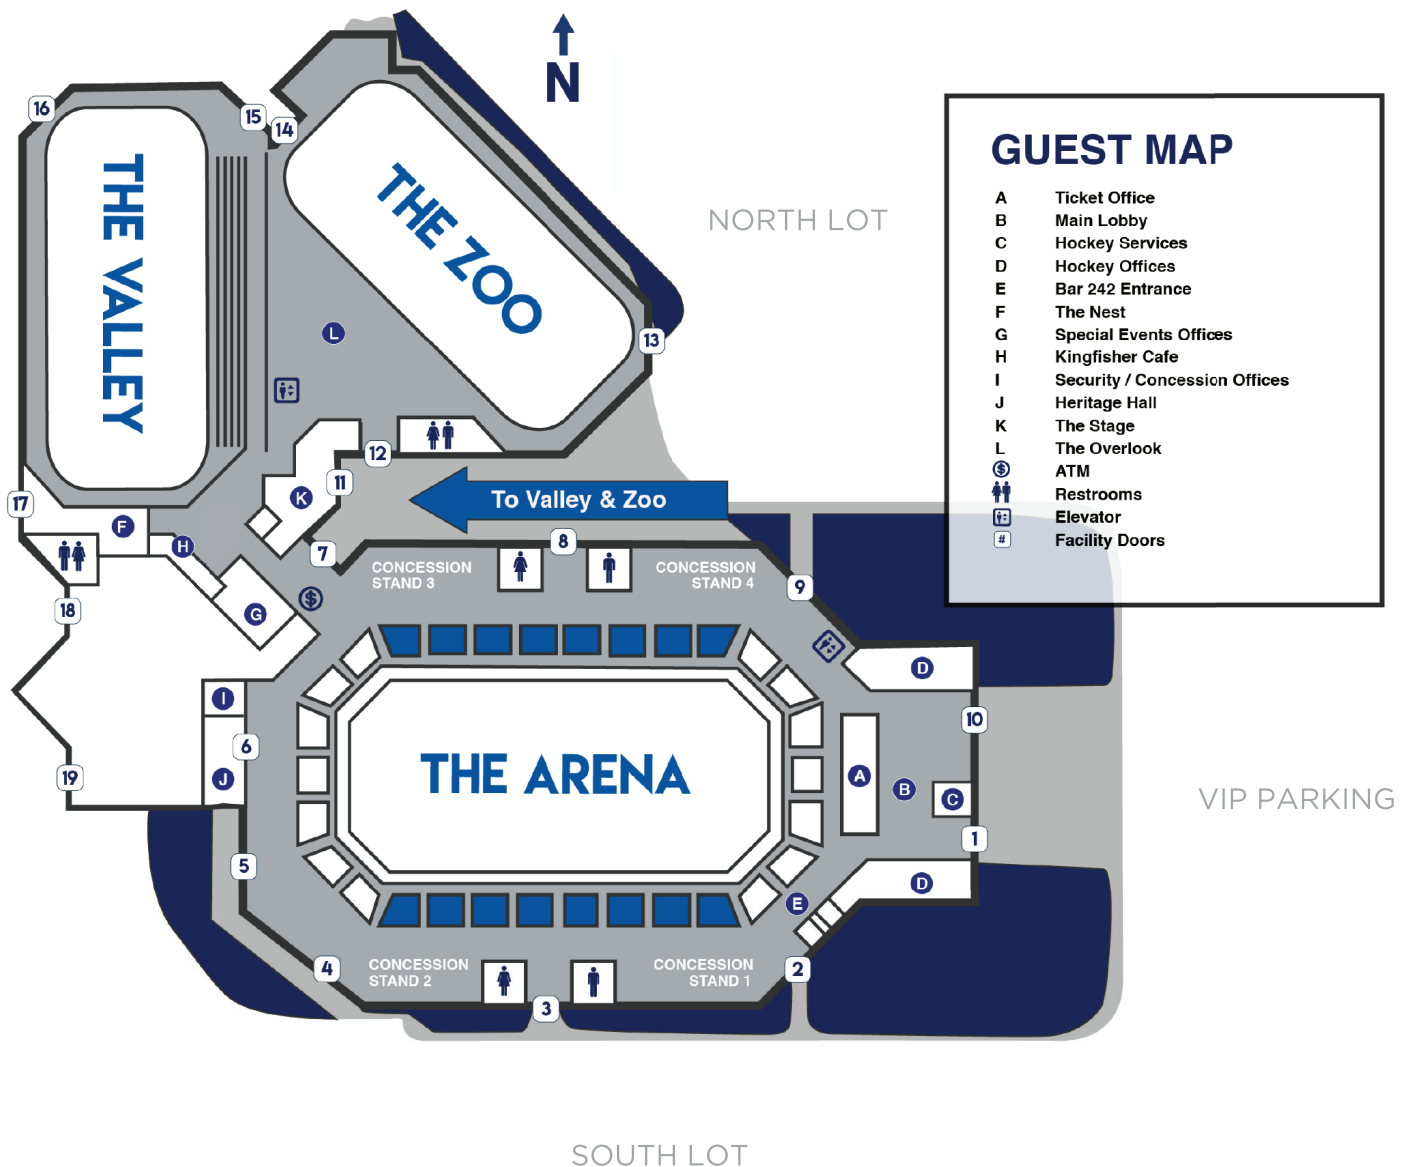 N
GUEST MAP
A Ticket Office
B Main Lobby
C Hockey Services
D Hockey Offices
E Bar 242 Entrance
F The Nest
G Special Events Offices
H Kingfisher Cafe
I Security / Concession Offices
J Heritage Hall
K The Stage
L The Overlook
$ ATM
Restrooms
Elevator
# Facility Doors
16
15
14
THE VALLEY
THE ZOO
NORTH LOT
L
13
12
11
K
To Valley & Zoo
17
F
H
7
8
CONCESSION
STAND 3
CONCESSION
STAND 4
9
18
$
G
D
I
6
J
19
10
THE ARENA
A
B
C
VIP PARKING
1
5
D
E
4
CONCESSION
STAND 2
CONCESSION
STAND 1
2
3
SOUTH LOT